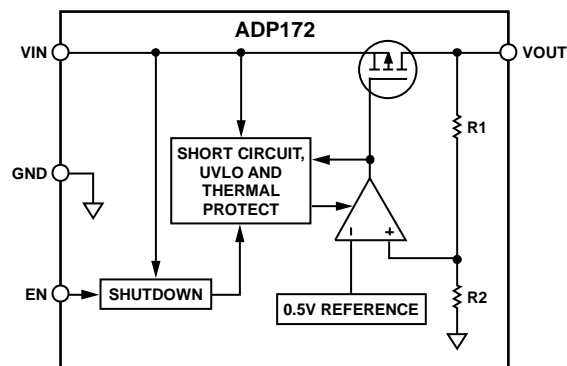 ADP172
VIN
VOUT
R1
SHORT CIRCUIT,
UVLO AND
THERMAL
PROTECT
GND
– +
EN
SHUTDOWN
0.5V REFERENCE
R2